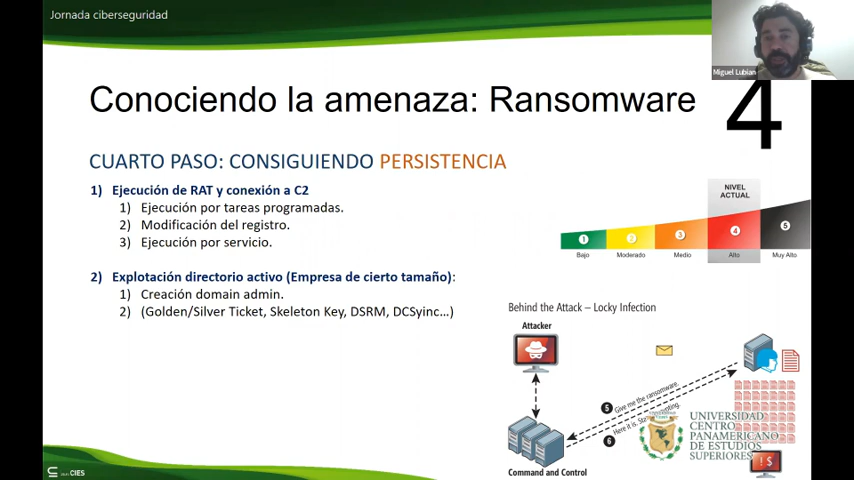 Jornada ciberseguridad
Miguel Lubian
Conociendo la amenaza: Ransomware
4
CUARTO PASO: CONSIGUIENDO PERSISTENCIA
1) Ejecución de RAT y conexión a C2
1) Ejecución por tareas programadas.
2) Modificación del registro.
3) Ejecución por servicio.
2) Explotación directorio activo (Empresa de cierto tamaño):
1) Creación domain admin.
2) (Golden/Silver Ticket, Skeleton Key, DSRM, DCSyinc...)
NIVEL
ACTUAL
1
2
3
4
5
Bajo
Moderado
Medio
Alto
Muy Alto
Behind the Attack – Locky Infection
Attacker
5 Give me the ransomware.
6 Here it is.
Command and Control
UNIVERSIDAD
CENTRO
PANAMERICANO
DE ESTUDIOS
SUPERIORES
!$
CIES